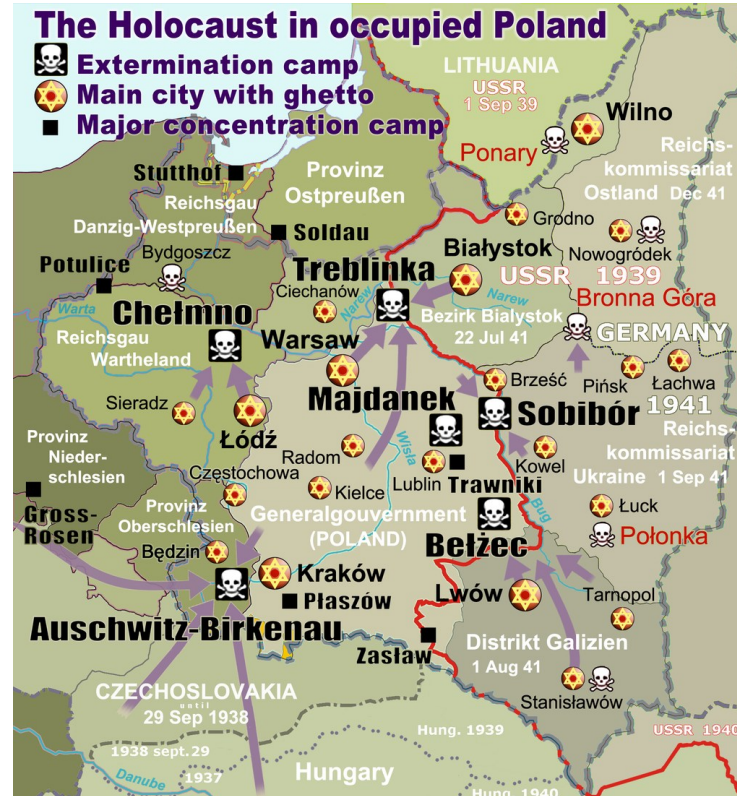 The Holocaust in occupied Poland
Extermination camp
Main city with ghetto
Major concentration camp
LITHUANIA
USSR
1 Sep 39
Wilno
Ponary
Reichs-
kommissariat
Ostland Dec 41
Stutthof
Provinz
Ostpreußen
Reichsgau
Danzig-Westpreußen
Grodno
Soldau
Nowogródek
Bydgoszcz
Białystok
Potulice
Treblinka
USSR 1939
Ciechanów
Narew
Narew
Bronna Góra
Warta
Chełmno
Bezirk Bialystok
22 Jul 41
GERMANY
Reichsgau
Wartheland
Warsaw
Brześć
Pińsk
Łachwa
Majdanek
Sieradz
Sobibór
1941
Łódź
Reichs-
kommissariat
Ukraine 1 Sep 41
Provinz
Nieder-
schlesien
Radom
Wisła
Kowel
Częstochowa
Lublin
Trawniki
Kielce
Bug
Łuck
Gross-
Rosen
Provinz
Oberschlesien
Generalgouvernment
(POLAND)
Połonka
Będzin
Bełżec
Kraków
Lwów
Tarnopol
Płaszów
Auschwitz-Birkenau
Zasław
Distrikt Galizien
1 Aug 41
CZECHOSLOVAKIA
until
29 Sep 1938
Stanisławów
Hung. 1939
USSR 1940
1938 sept.29
Danube
1937
Hungary
Hung. 1940